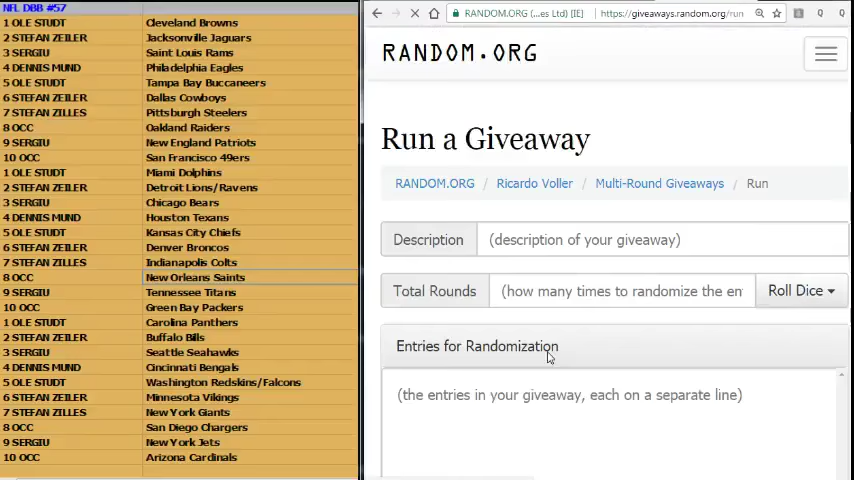 NFL DBB #57
1 OLE STUDT Cleveland Browns
2 STEFAN ZEILER Jacksonville Jaguars
3 SERGIU Saint Louis Rams
4 DENNIS MUND Philadelphia Eagles
5 OLE STUDT Tampa Bay Buccaneers
6 STEFAN ZEILER Dallas Cowboys
7 STEFAN ZILLES Pittsburgh Steelers
8 OCC Oakland Raiders
9 SERGIU New England Patriots
10 OCC San Francisco 49ers
1 OLE STUDT Miami Dolphins
2 STEFAN ZEILER Detroit Lions/Ravens
3 SERGIU Chicago Bears
4 DENNIS MUND Houston Texans
5 OLE STUDT Kansas City Chiefs
6 STEFAN ZEILER Denver Broncos
7 STEFAN ZILLES Indianapolis Colts
8 OCC New Orleans Saints
9 SERGIU Tennessee Titans
10 OCC Green Bay Packers
1 OLE STUDT Carolina Panthers
2 STEFAN ZEILER Buffalo Bills
3 SERGIU Seattle Seahawks
4 DENNIS MUND Cincinnati Bengals
5 OLE STUDT Washington Redskins/Falcons
6 STEFAN ZEILER Minnesota Vikings
7 STEFAN ZILLES New York Giants
8 OCC San Diego Chargers
9 SERGIU New York Jets
10 OCC Arizona Cardinals
RANDOM.ORG (...es Ltd) [IE] https://giveaways.random.org/run
RANDOM.ORG
Run a Giveaway
RANDOM.ORG / Ricardo Voller / Multi-Round Giveaways / Run
Description (description of your giveaway)
Total Rounds (how many times to randomize the en Roll Dice
Entries for Randomization
(the entries in your giveaway, each on a separate line)